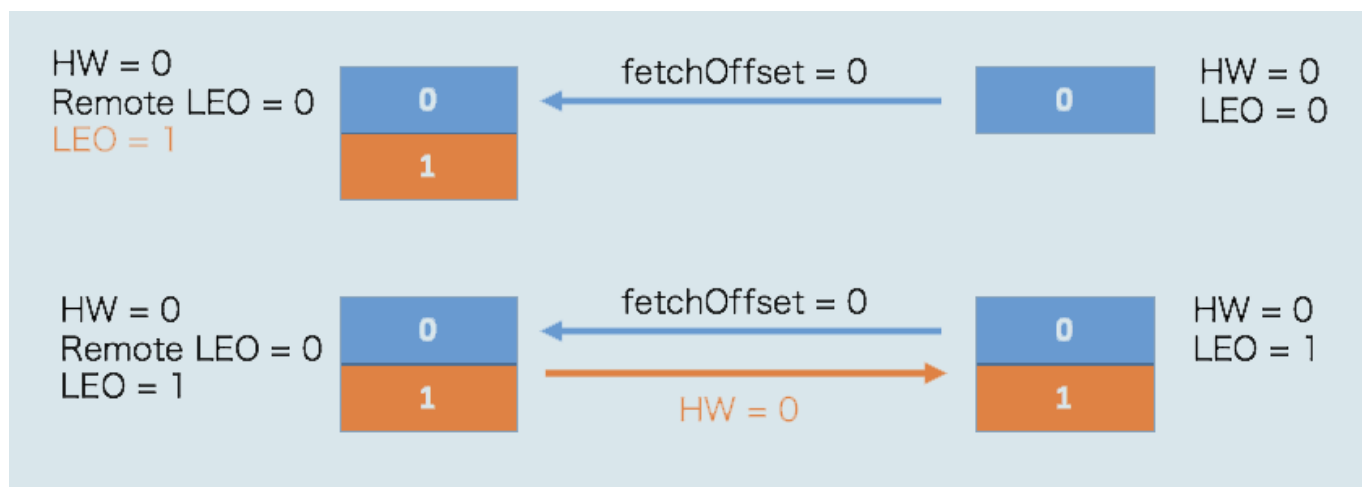 HW = 0
Remote LEO = 0
LEO = 1
0
1
fetchOffset = 0
0
HW = 0
LEO = 0
HW = 0
Remote LEO = 0
LEO = 1
0
1
fetchOffset = 0
HW = 0
0
1
HW = 0
LEO = 1